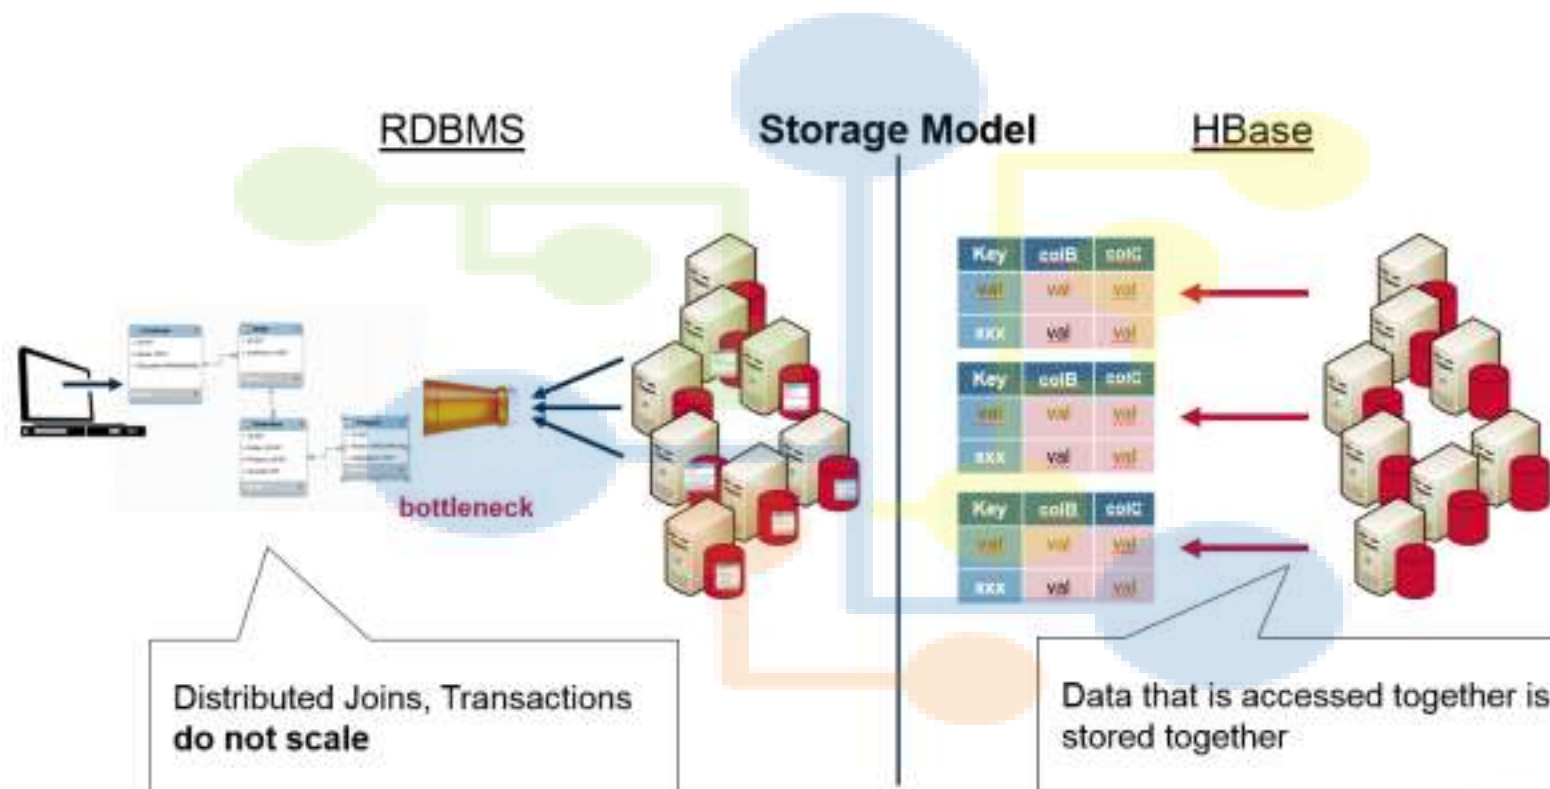 RDBMS
Storage Model
HBase
Key colB colC
val val val
xxx val val
Key colB colC
val val val
xxx val val
Key colB colC
val val val
xxx val val
bottleneck
Distributed Joins, Transactions
do not scale
Data that is accessed together is
stored together